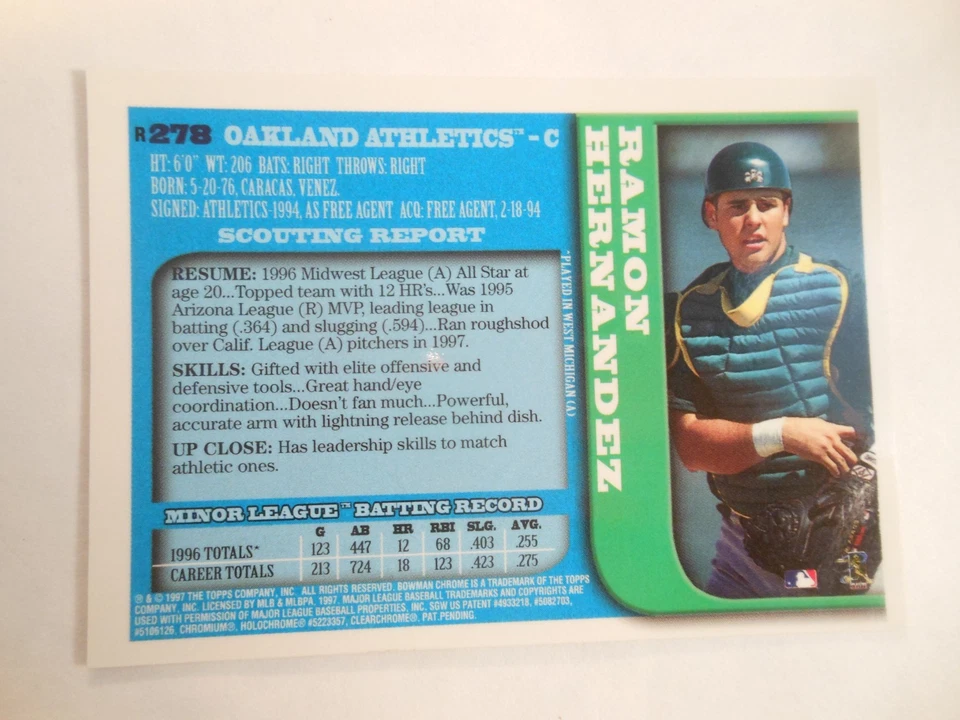 R278 OAKLAND ATHLETICS™ - C
HT: 6'0" WT: 206 BATS: RIGHT THROWS: RIGHT
BORN: 5-20-76, CARACAS, VENEZ.
SIGNED: ATHLETICS-1994, AS FREE AGENT ACQ: FREE AGENT, 2-18-94
SCOUTING REPORT
RESUME: 1996 Midwest League (A) All Star at
age 20...Topped team with 12 HR's...Was 1995
Arizona League (R) MVP, leading league in
batting (.364) and slugging (.594)...Ran roughshod
over Calif. League (A) pitchers in 1997.
SKILLS: Gifted with elite offensive and
defensive tools...Great hand/eye
coordination...Doesn't fan much...Powerful,
accurate arm with lightning release behind dish.
UP CLOSE: Has leadership skills to match
athletic ones.
*PLAYED IN WEST MICHIGAN (A)
MINOR LEAGUE™ BATTING RECORD
G AB HR RBI SLG. AVG.
1996 TOTALS* 123 447 12 68 .403 .255
CAREER TOTALS 213 724 18 123 .423 .275
℗ & © 1997 THE TOPPS COMPANY, INC. ALL RIGHTS RESERVED. BOWMAN CHROME IS A TRADEMARK OF THE TOPPS
COMPANY, INC. LICENSED BY MLB & MLBPA. 1997. MAJOR LEAGUE BASEBALL TRADEMARKS AND COPYRIGHTS ARE
USED WITH PERMISSION OF MAJOR LEAGUE BASEBALL PROPERTIES, INC. SGW US PATENT #4933218, #5082703,
#5106126. CHROMIUM®, HOLOCHROME® #5223357, CLEARCHROME®, PAT.PENDING.
RAMON
HERNANDEZ